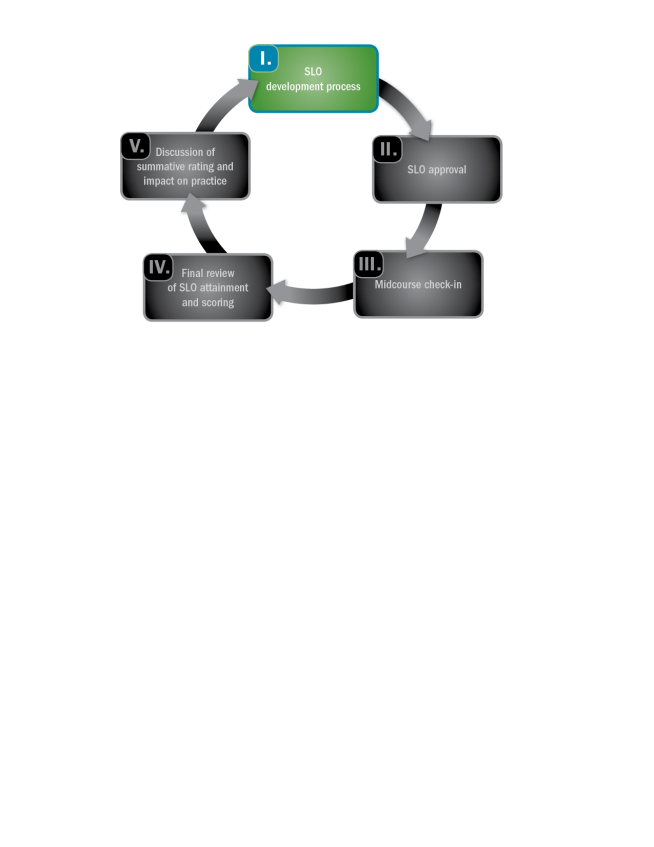 I.
SLO
development process
II.
SLO approval
III.
Midcourse check-in
IV.
Final review
of SLO attainment
and scoring
V.
Discussion of
summative rating and
impact on practice